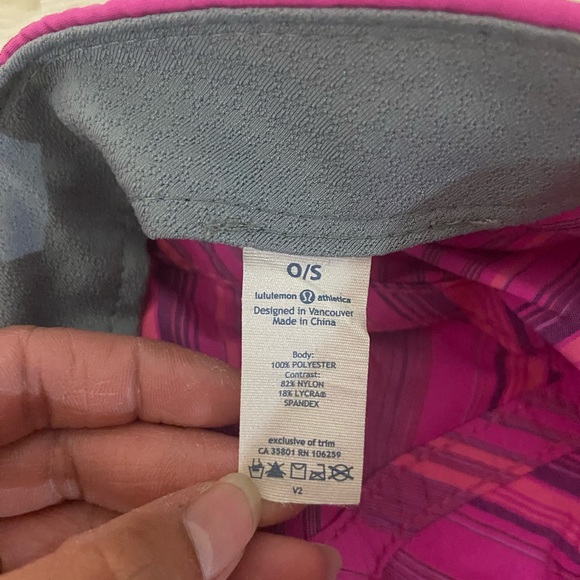 O/S
lululemon athletica
Designed in Vancouver
Made in China
Body:
100% POLYESTER
Contrast:
82% NYLON
18% LYCRA®
SPANDEX
exclusive of trim
CA 35801 RN 106259
V2